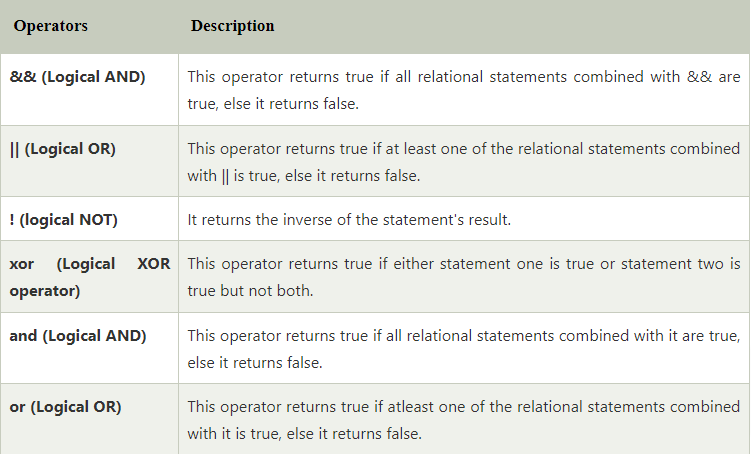 Operators Description
&& (Logical AND) This operator returns true if all relational statements combined with && are
true, else it returns false.
|| (Logical OR) This operator returns true if at least one of the relational statements combined
with || is true, else it returns false.
! (logical NOT) It returns the inverse of the statement's result.
xor (Logical XOR This operator returns true if either statement one is true or statement two is
operator) true but not both.
and (Logical AND) This operator returns true if all relational statements combined with it are true,
else it returns false.
or (Logical OR) This operator returns true if atleast one of the relational statements combined
with it is true, else it returns false.